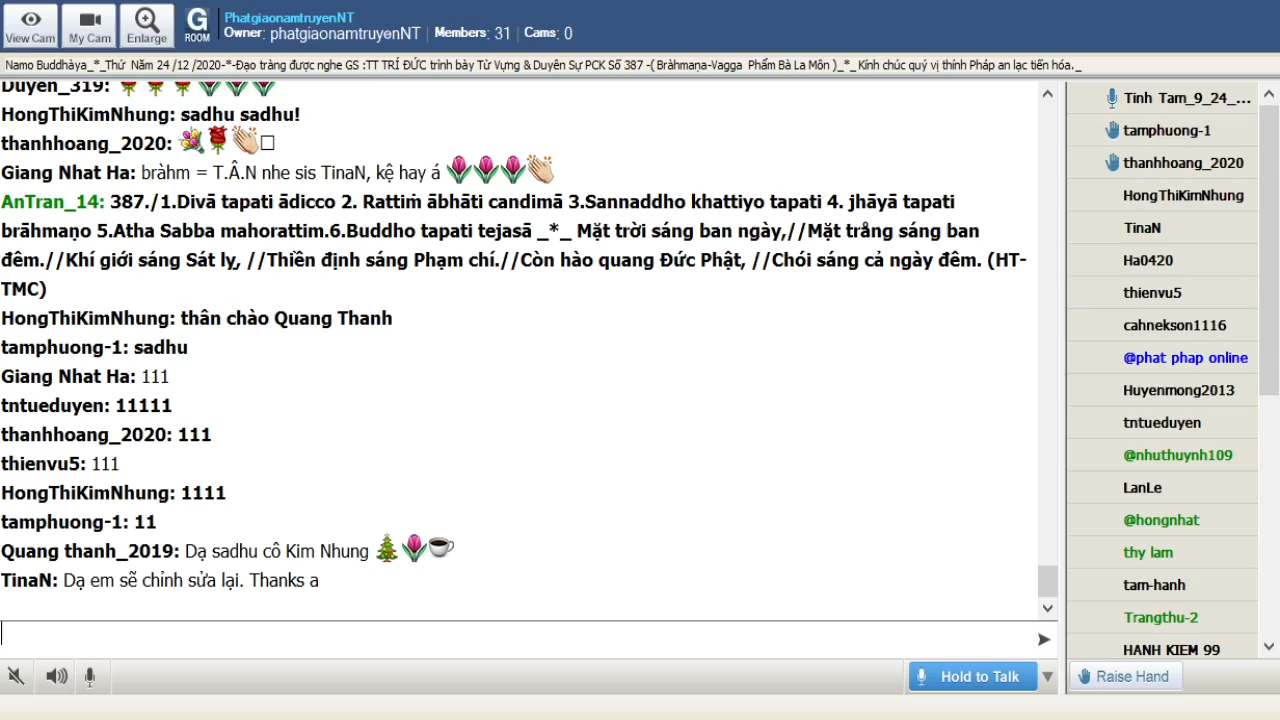 View Cam
My Cam
Enlarge
G
ROOM
PhatgiaonamtruyenNT
Owner: phatgiaonamtruyenNT | Members: 31 | Cams: 0
Namo Buddhàya_*_Thứ Năm 24 /12 /2020-*-Đạo tràng được nghe GS :TT TRÍ ĐỨC trình bày Từ Vựng & Duyên Sự PCK Số 387 -( Bràhmaṇa-Vagga Phẩm Bà La Môn )_*_ Kính chúc quý vị thính Pháp an lạc tiến hóa._
Duyen_319:
HongThiKimNhung: sadhu sadhu!
thanhhoang_2020:
Giang Nhat Ha: bràhm = T.Â.N nhe sis TinaN, kệ hay á
AnTran_14: 387./1.Divā tapati ādicco 2. Rattiṁ ābhāti candimā 3.Sannaddho khattiyo tapati 4. jhāyā tapati
brāhmaṇo 5.Atha Sabba mahorattim.6.Buddho tapati tejasā _*_ Mặt trời sáng ban ngày,//Mặt trăng sáng ban
đêm.//Khí giới sáng Sát lỵ, //Thiền định sáng Phạm chí.//Còn hào quang Đức Phật, //Chói sáng cả ngày đêm. (HT-
TMC)
HongThiKimNhung: thân chào Quang Thanh
tamphuong-1: sadhu
Giang Nhat Ha: 111
tntueduyen: 11111
thanhhoang_2020: 111
thienvu5: 111
HongThiKimNhung: 1111
tamphuong-1: 11
Quang thanh_2019: Dạ sadhu cô Kim Nhung
TinaN: Dạ em sẽ chỉnh sửa lại. Thanks a
Hold to Talk
Tinh Tam_9_24_...
tamphuong-1
thanhhoang_2020
HongThiKimNhung
TinaN
Ha0420
thienvu5
cahnekson1116
@phat phap online
Huyenmong2013
tntueduyen
@nhuthuynh109
LanLe
@hongnhat
thy lam
tam-hanh
Trangthu-2
HANH KIEM 99
Raise Hand